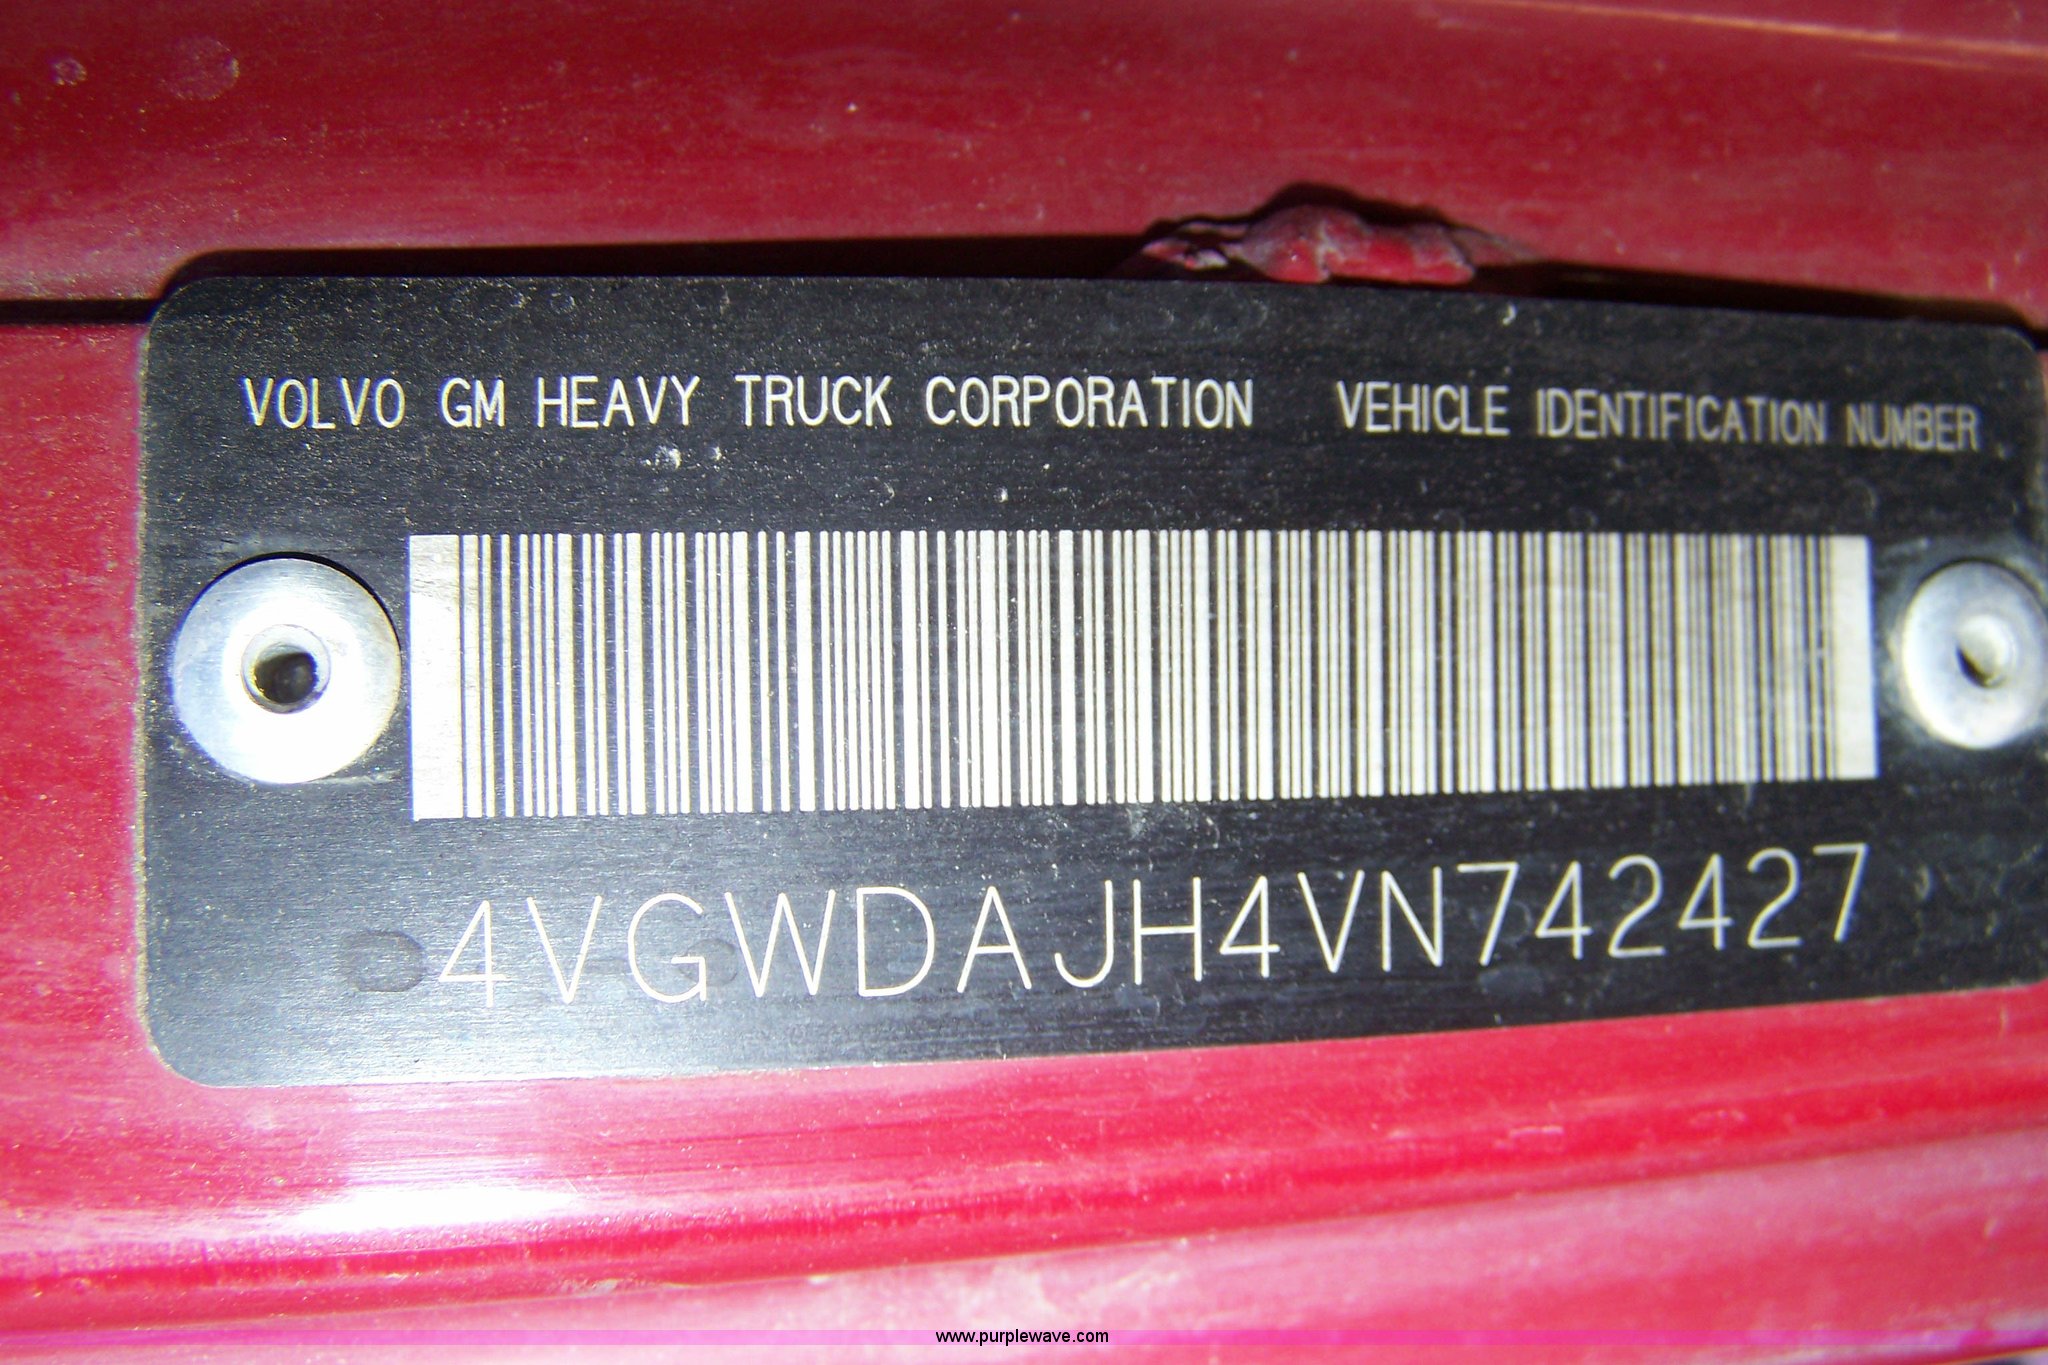 VOLVO GM HEAVY TRUCK CORPORATION VEHICLE IDENTIFICATION NUMBER
4VGWDAJH4VN742427
www.purplewave.com